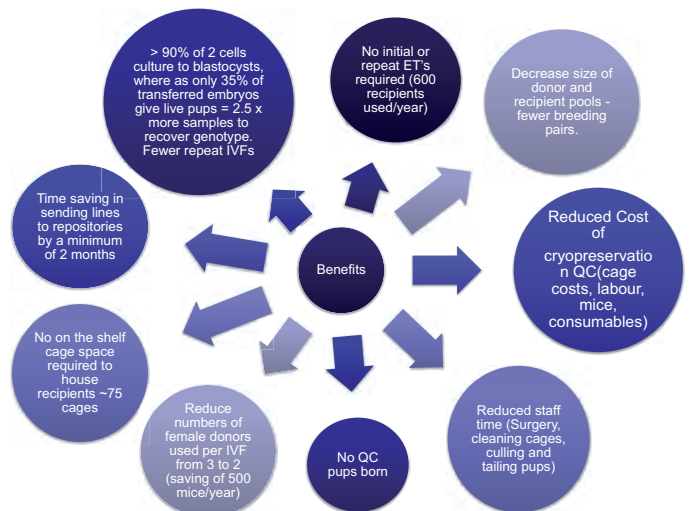 > 90% of 2 cells
culture to blastocysts,
where as only 35% of
transferred embryos
give live pups = 2.5 x
more samples to
recover genotype.
Fewer repeat IVFs
No initial or
repeat ET's
required (600
recipients
used/year)
Decrease size of
donor and
recipient pools -
fewer breeding
pairs.
Time saving in
sending lines
to repositories
by a minimum
of 2 months
Benefits
Reduced Cost
of
cryopreservatio
n QC(cage
costs, labour,
mice,
consumables)
No on the shelf
cage space
required to
house
recipients ~75
cages
Reduce
numbers of
female donors
used per IVF
from 3 to 2
(saving of 500
mice/year)
No QC
pups born
Reduced staff
time (Surgery,
cleaning cages,
culling and
tailing pups)